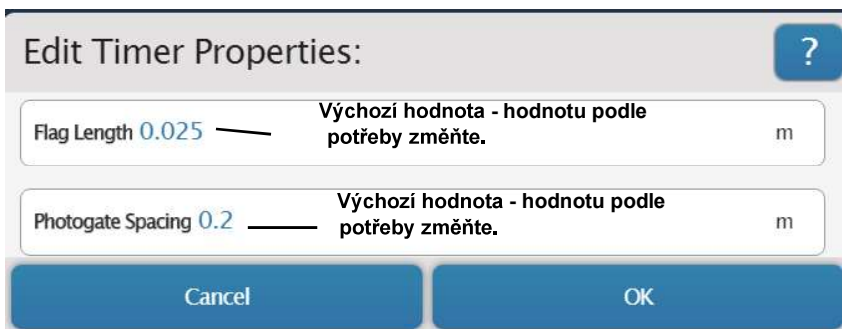 Edit Timer Properties:
?
Flag Length 0.025
Výchozí hodnota - hodnotu podle
potřeby změňte.
m
Photogate Spacing 0.2
Výchozí hodnota - hodnotu podle
potřeby změňte.
m
Cancel
OK